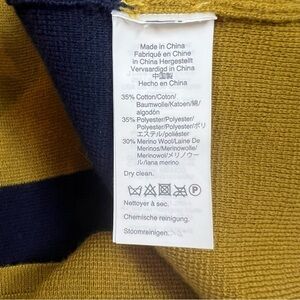 Made in China
Fabriqué en Chine
In China Hergestellt
Vervaardigd in China
中国製
Hecho en China
35% Cotton/Coton/
Baumwolle/Katoen/綿/
algodón
35% Polyester/Polyester/
Polyester/Polyester/ポリ
エステル/poliéster
30% Merino Wool/Laine De
Merinos/Merinowolle/
Merinowol/メリノウー
ル/lana merino
Dry clean.
P
Nettoyer à sec.
Chemische reinigung.
Stoomreinigen.